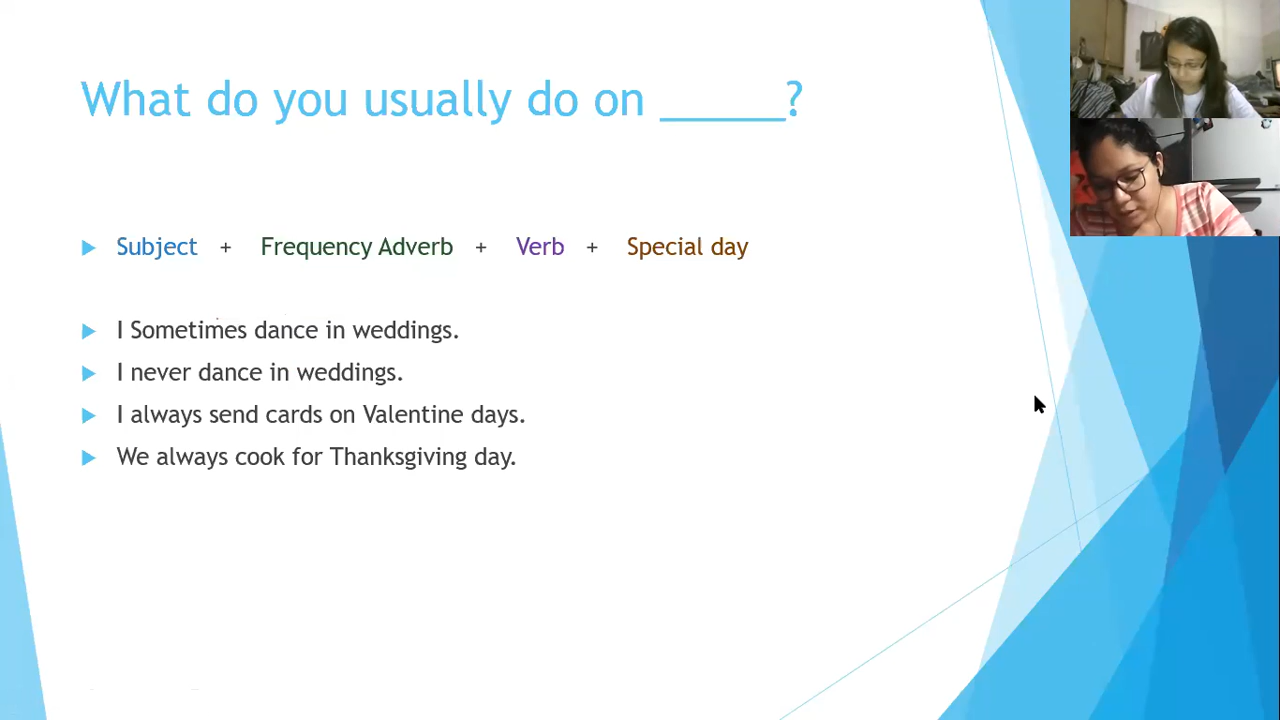 What do you usually do on ______?
Subject + Frequency Adverb + Verb + Special day
I Sometimes dance in weddings.
I never dance in weddings.
I always send cards on Valentine days.
We always cook for Thanksgiving day.